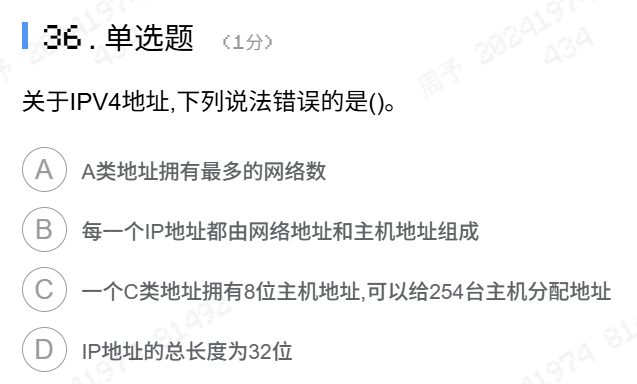 36.单选题 (1分)
关于IPV4地址,下列说法错误的是()。
A A类地址拥有最多的网络数
B 每一个IP地址都由网络地址和主机地址组成
C 一个C类地址拥有8位主机地址,可以给254台主机分配地址
D IP地址的总长度为32位
周予 20241974
434